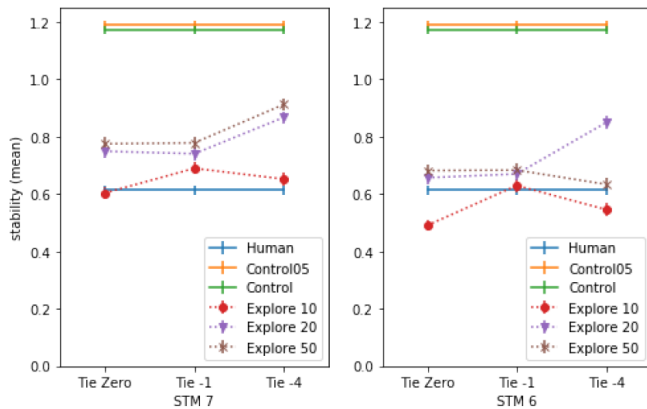 stability (mean)
1.2
1.0
0.8
0.6
0.4
0.2
0.0
Human
Control05
Control
Explore 10
Explore 20
Explore 50
Tie Zero
Tie -1
Tie -4
STM 7
1.2
1.0
0.8
0.6
0.4
0.2
0.0
Human
Control05
Control
Explore 10
Explore 20
Explore 50
Tie Zero
Tie -1
Tie -4
STM 6